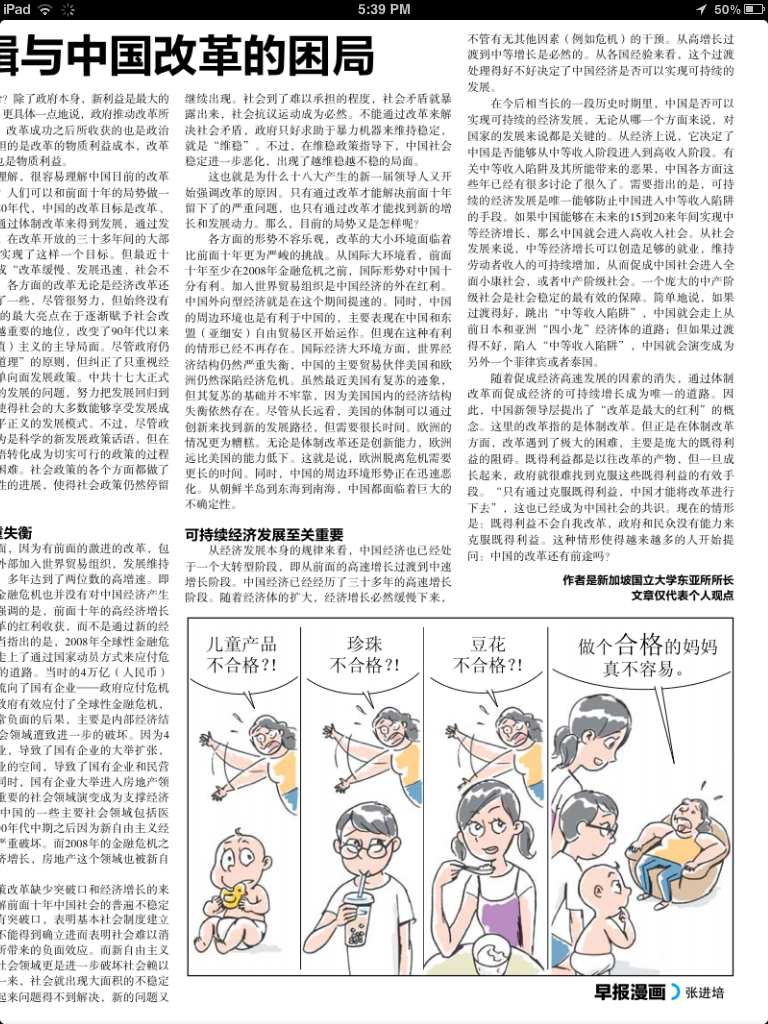 iPad
5:39 PM
50%
与中国改革的困局
？除了政府本身，新利益是最大的
更具体一点地说，政府推动改革所
改革成功之后所收获的也是政治
担的是改革的物质利益成本，改革
也是物质利益。
理解，很容易理解中国目前的改革
人们可以和前面十年的局势做一
0年代，中国的改革目标是改革、
通过体制改革来得到发展，通过发
在改革开放的三十多年间的大部
实现了这样一个目标。但最近十
成“改革缓慢、发展迅速、社会不
各方面的改革无论是经济改革还
了一些，尽管很努力，但始终没有
的最大亮点在于逐渐赋予社会改
越重要的地位，改变了90年代以来
直）主义的主导局面。尽管政府仍
道理”的原则，但纠正了只重视经
单向面发展政策。中共十七大正式
的发展的问题，努力把发展回归到
使得社会的大多数能够享受发展成
平正义的发展模式。不过，尽管政
为是科学的新发展政策话语，但在
语转化成为切实可行的政策的过程
困难。社会政策的各个方面都做了
性的进展，使得社会政策仍然停留
失衡
面，因为有前面的激进的改革，包
外部加入世界贸易组织，发展维持
多年达到了两位数的高增速。即
金融危机也并没有对中国经济产生
强调的是，前面十年的高经济增长
革的红利收获，而不是通过新的经
当指出的是，2008年全球性金融危
走上了通过国家动员方式来应付危
的道路。当时的4万亿（人民币）
流向了国有企业——政府应付危机
政府有效应付了全球性金融危机，
常负面的后果，主要是内部经济结
会领域遭致进一步的破坏。因为4
业，导致了国有企业的大举扩张，
业的空间，导致了国有企业和民营
同时，国有企业大举进入房地产领
重要的社会领域演变成为支撑经济
中国的一些主要社会领域包括医
0年代中期之后因为新自由主义经
严重破坏。而2008年的金融危机之
济增长，房地产这个领域也被新自
策改革缺少突破口和经济增长的来
解前面十年中国社会的普遍不稳定
有突破口，表明基本社会制度建立
不能得到确立进而表明社会难以消
所带来的负面效应。而新自由主义
社会领域更是进一步破坏社会赖以
一来，社会就出现大面积的不稳定
起来问题得不到解决，新的问题又
继续出现。社会到了难以承担的程度，社会矛盾就暴
露出来，社会抗议运动成为必然。不能通过改革来解
决社会矛盾，政府只好求助于暴力机器来维持稳定，
就是“维稳”。不过，在维稳政策指导下，中国社会
稳定进一步恶化，出现了越维稳越不稳的局面。
这也就是为什么十八大产生的新一届领导人又开
始强调改革的原因。只有通过改革才能解决前面十年
留下了的严重问题，也只有通过改革才能找到新的增
长和发展动力。那么，目前的局势又是怎样呢？
各方面的形势不容乐观，改革的大小环境面临着
比前面十年更为严峻的挑战。从国际大环境看，前面
十年至少在2008年金融危机之前，国际形势对中国十
分有利。加入世界贸易组织是中国经济的外在红利。
中国外向型经济就是在这个期间提速的。同时，中国
的周边环境也是有利于中国的，主要表现在中国和东
盟（亚细安）自由贸易区开始运作。但现在这种有利
的情形已经不再存在。国际经济大环境方面，世界经
济结构仍然严重失衡，中国的主要贸易伙伴美国和欧
洲仍然深陷经济危机。虽然最近美国有复苏的迹象，
但其复苏的基础并不牢靠，因为美国国内的经济结构
失衡依然存在。尽管从长远看，美国的体制可以通过
创新来找到新的发展路径，但需要很长时间。欧洲的
情况更为糟糕。无论是体制改革还是创新能力，欧洲
远比美国的能力低下。这就是说，欧洲脱离危机需要
更长的时间。同时，中国的周边环境形势正在迅速恶
化。从朝鲜半岛到东海到南海，中国都面临着巨大的
不确定性。
可持续经济发展至关重要
从经济发展本身的规律来看，中国经济也已经处
于一个大转型阶段，即从前面的高速增长过渡到中速
增长阶段。中国经济已经经历了三十多年的高速增长
阶段。随着经济体的扩大，经济增长必然缓慢下来，
不管有无其他因素（例如危机）的干预。从高增长过
渡到中等增长是必然的。从各国经验来看，这个过渡
处理得好不好决定了中国经济是否可以实现可持续的
发展。
在今后相当长的一段历史时期里，中国是否可以
实现可持续的经济发展，无论从哪一个方面来说，对
国家的发展来说都是关键的。从经济上说，它决定了
中国是否能够从中等收入阶段进入到高收入阶段。有
关中等收入陷阱及其所能带来的恶果，中国各方面这
些年已经有很多讨论了很久了。需要指出的是，可持
续的经济发展是唯一能够防止中国进入中等收入陷阱
的手段。如果中国能够在未来的15到20来年间实现中
等经济增长，那么中国就会进入高收入社会。从社会
发展来说，中等经济增长可以创造足够的就业，维持
劳动者收入的可持续增加，从而促成中国社会进入全
面小康社会，或者中产阶级社会。一个庞大的中产阶
级社会是社会稳定的最有效的保障。简单地说，如果
过渡得好，跳出“中等收入陷阱”，中国就会走上从
前日本和亚洲“四小龙”经济体的道路；但如果过渡
得不好，陷入“中等收入陷阱”，中国就会演变成为
另外一个菲律宾或者泰国。
随着促成经济高速发展的因素的消失，通过体制
改革而促成经济的可持续增长成为唯一的道路。因
此，中国新领导层提出了“改革是最大的红利”的概
念。这里的改革指的是体制改革。但正是在体制改革
方面，改革遇到了极大的困难，主要是庞大的既得利
益的阻碍。既得利都是以往改革的产物，但一旦成
长起来，政府就很难找到克服这些既得利益的有效手
段。“只有通过克服既得利益，中国才能将改革进行
下去”，这也已经成为中国社会的共识。现在的情形
是：既得利益不会自我改革，政府和民众没有能力来
克服既得利益。这种情形使得越来越多的人开始提
问：中国的改革还有前途吗？
作者是新加坡国立大学东亚所所长
文章仅代表个人观点
儿童产品
不合格？！
珍珠
不合格？！
豆花
不合格？！
做个合格的妈妈
真不容易。
早报漫画 张进培